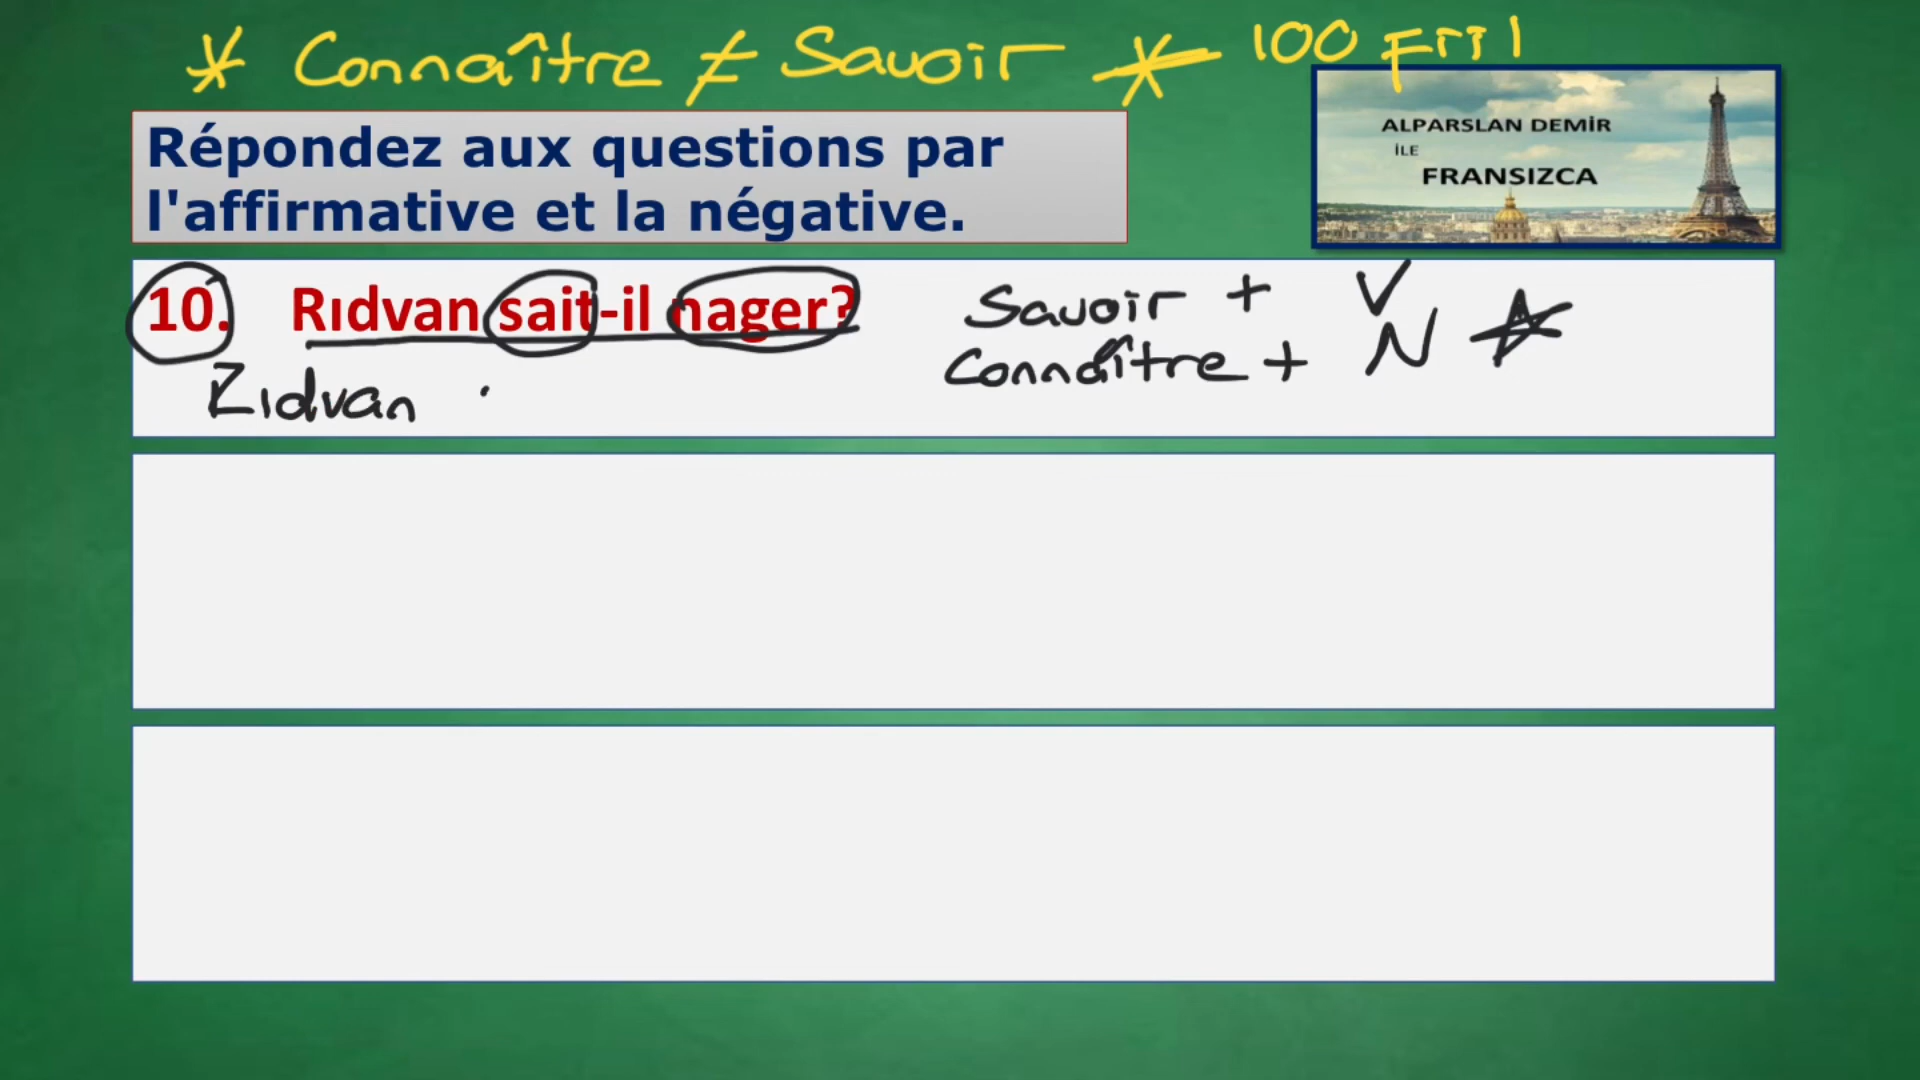 * Connaître ≠ Savoir * 100 Fiil
ALPARSLAN DEMİR
İLE
FRANSIZCA
Répondez aux questions par
l'affirmative et la négative.
10. Rıdvan sait-il nager?
Savoir + V
Connaître + N
Rıdvan